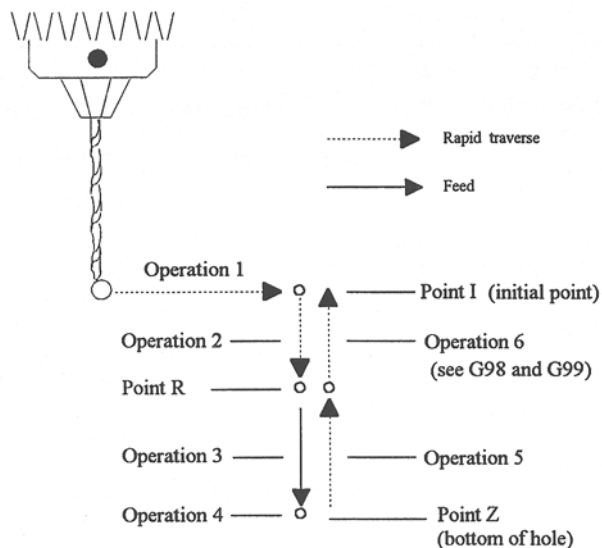 Rapid traverse
Feed
Operation 1
Point I (initial point)
Operation 2
Operation 6
(see G98 and G99)
Point R
Operation 3
Operation 5
Operation 4
Point Z
(bottom of hole)